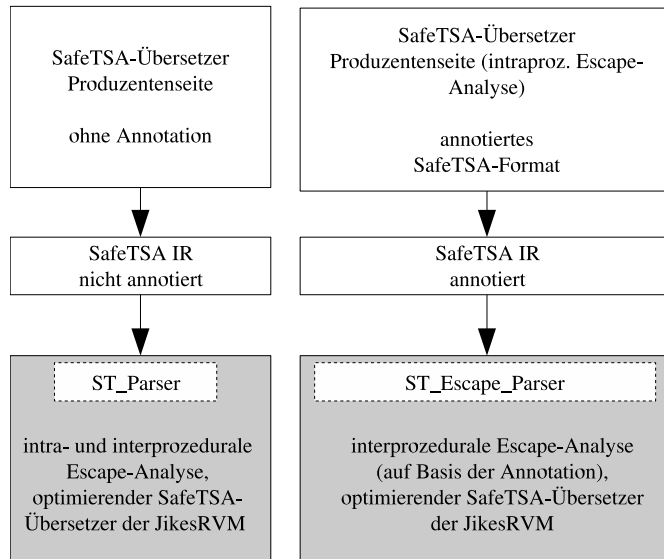 SafeTSA-Übersetzer
Produzentenseite
ohne Annotation
SafeTSA IR
nicht annotiert
ST_Parser
intra- und interprozedurale
Escape-Analyse,
optimierender SafeTSA-
Übersetzer der JikesRVM
SafeTSA-Übersetzer
Produzentenseite (intraproz. Escape-
Analyse)
annotiertes
SafeTSA-Format
SafeTSA IR
annotiert
ST_Escape_Parser
interprozedurale Escape-Analyse
(auf Basis der Annotation),
optimierender SafeTSA-Übersetzer
der JikesRVM